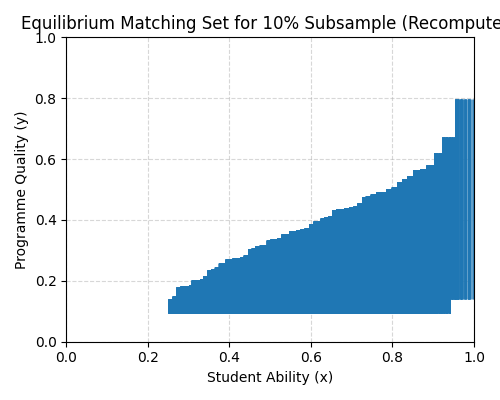 Equilibrium Matching Set for 10% Subsample (Recompute
1.0
0.8
0.6
0.4
0.2
0.0
Programme Quality (y)
0.0 0.2 0.4 0.6 0.8 1.0
Student Ability (x)